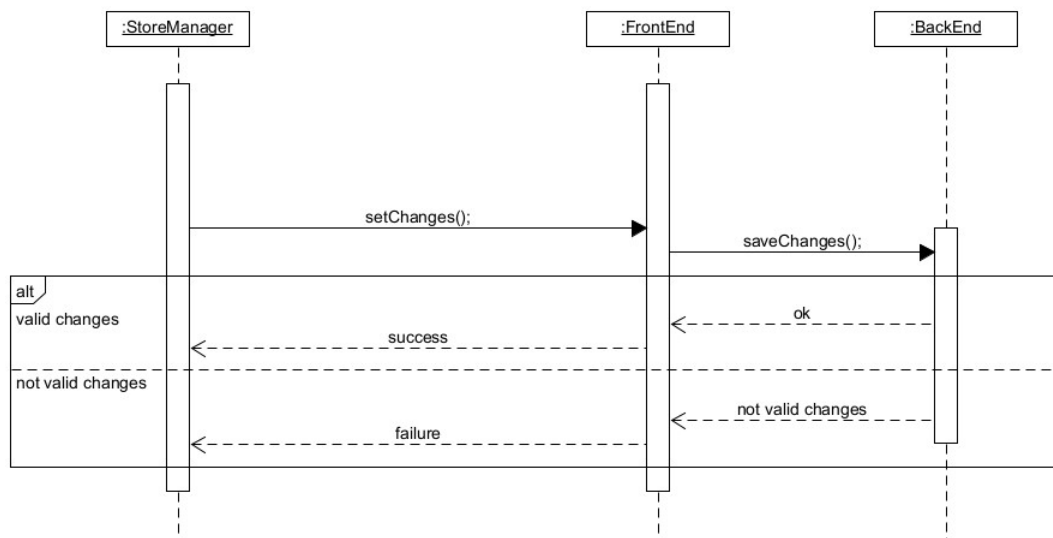 :StoreManager
:FrontEnd
:BackEnd
setChanges();
saveChanges();
alt
valid changes
ok
success
not valid changes
not valid changes
failure